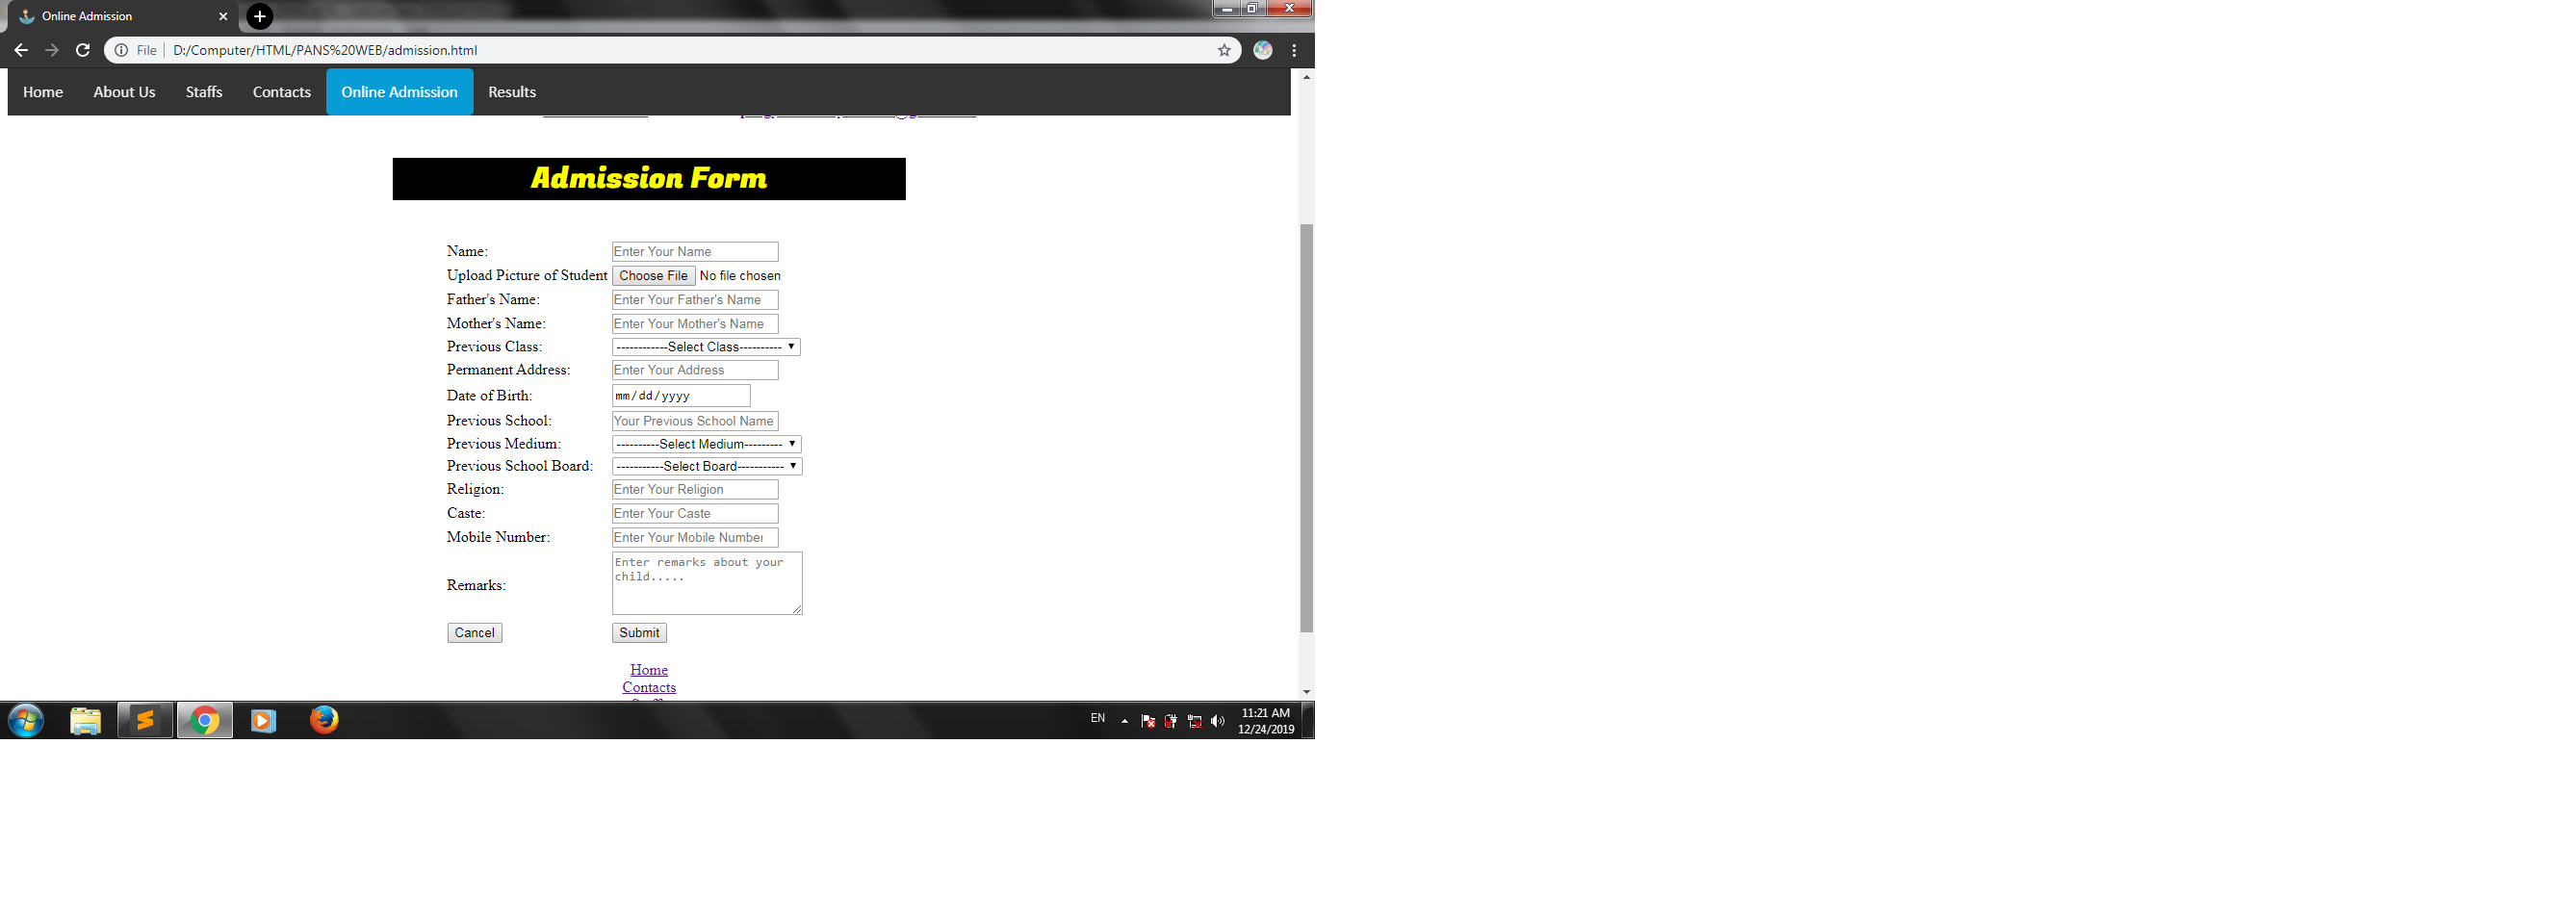 Online Admission
File D:/Computer/HTML/PANS%20WEB/admission.html
Home About Us Staffs Contacts Online Admission Results
Admission Form
Name: Enter Your Name
Upload Picture of Student Choose File No file chosen
Father's Name: Enter Your Father's Name
Mother's Name: Enter Your Mother's Name
Previous Class: ------------Select Class----------
Permanent Address: Enter Your Address
Date of Birth: mm/dd/yyyy
Previous School: Your Previous School Name
Previous Medium: ----------Select Medium---------
Previous School Board: -----------Select Board-----------
Religion: Enter Your Religion
Caste: Enter Your Caste
Mobile Number: Enter Your Mobile Number
Remarks: Enter remarks about your
child.....
Cancel Submit
Home
Contacts
EN 11:21 AM
12/24/2019